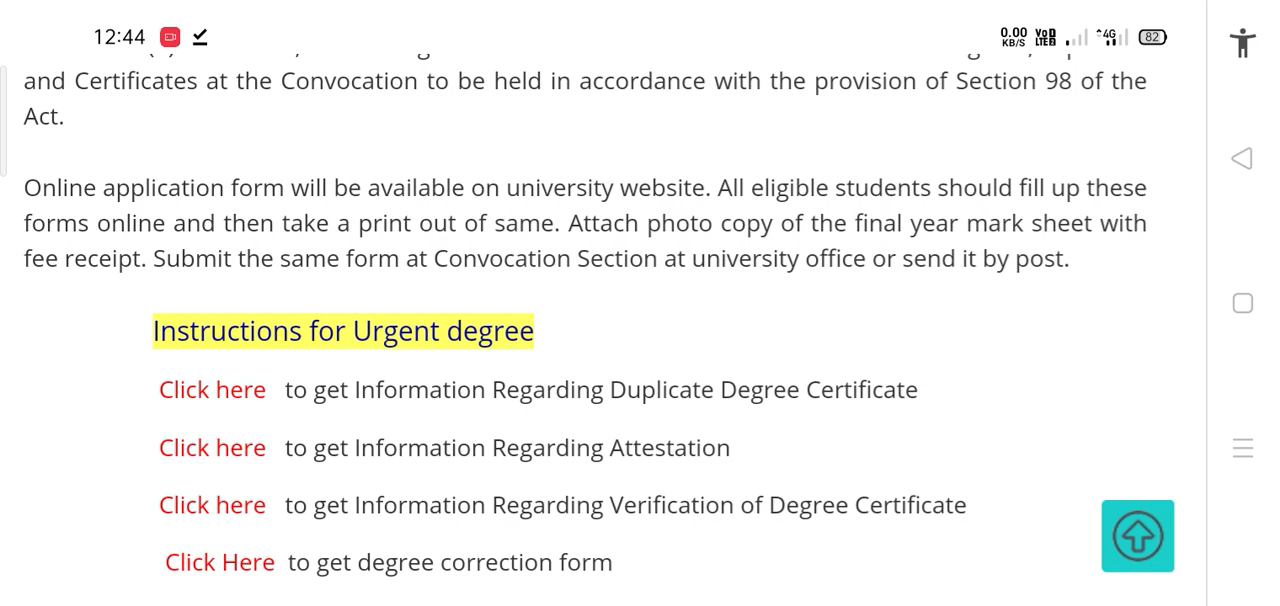 12:44
0.00 KB/S
4G
82
and Certificates at the Convocation to be held in accordance with the provision of Section 98 of the
Act.
Online application form will be available on university website. All eligible students should fill up these
forms online and then take a print out of same. Attach photo copy of the final year mark sheet with
fee receipt. Submit the same form at Convocation Section at university office or send it by post.
Instructions for Urgent degree
Click here to get Information Regarding Duplicate Degree Certificate
Click here to get Information Regarding Attestation
Click here to get Information Regarding Verification of Degree Certificate
Click Here to get degree correction form